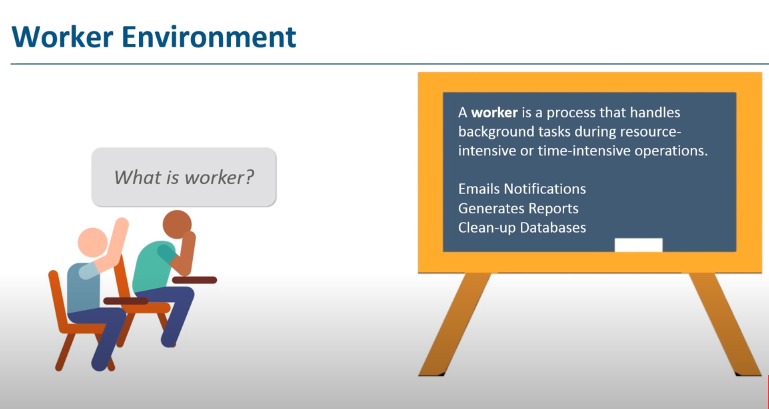 Worker Environment
What is worker?
A worker is a process that handles
background tasks during resource-
intensive or time-intensive operations.
Emails Notifications
Generates Reports
Clean-up Databases